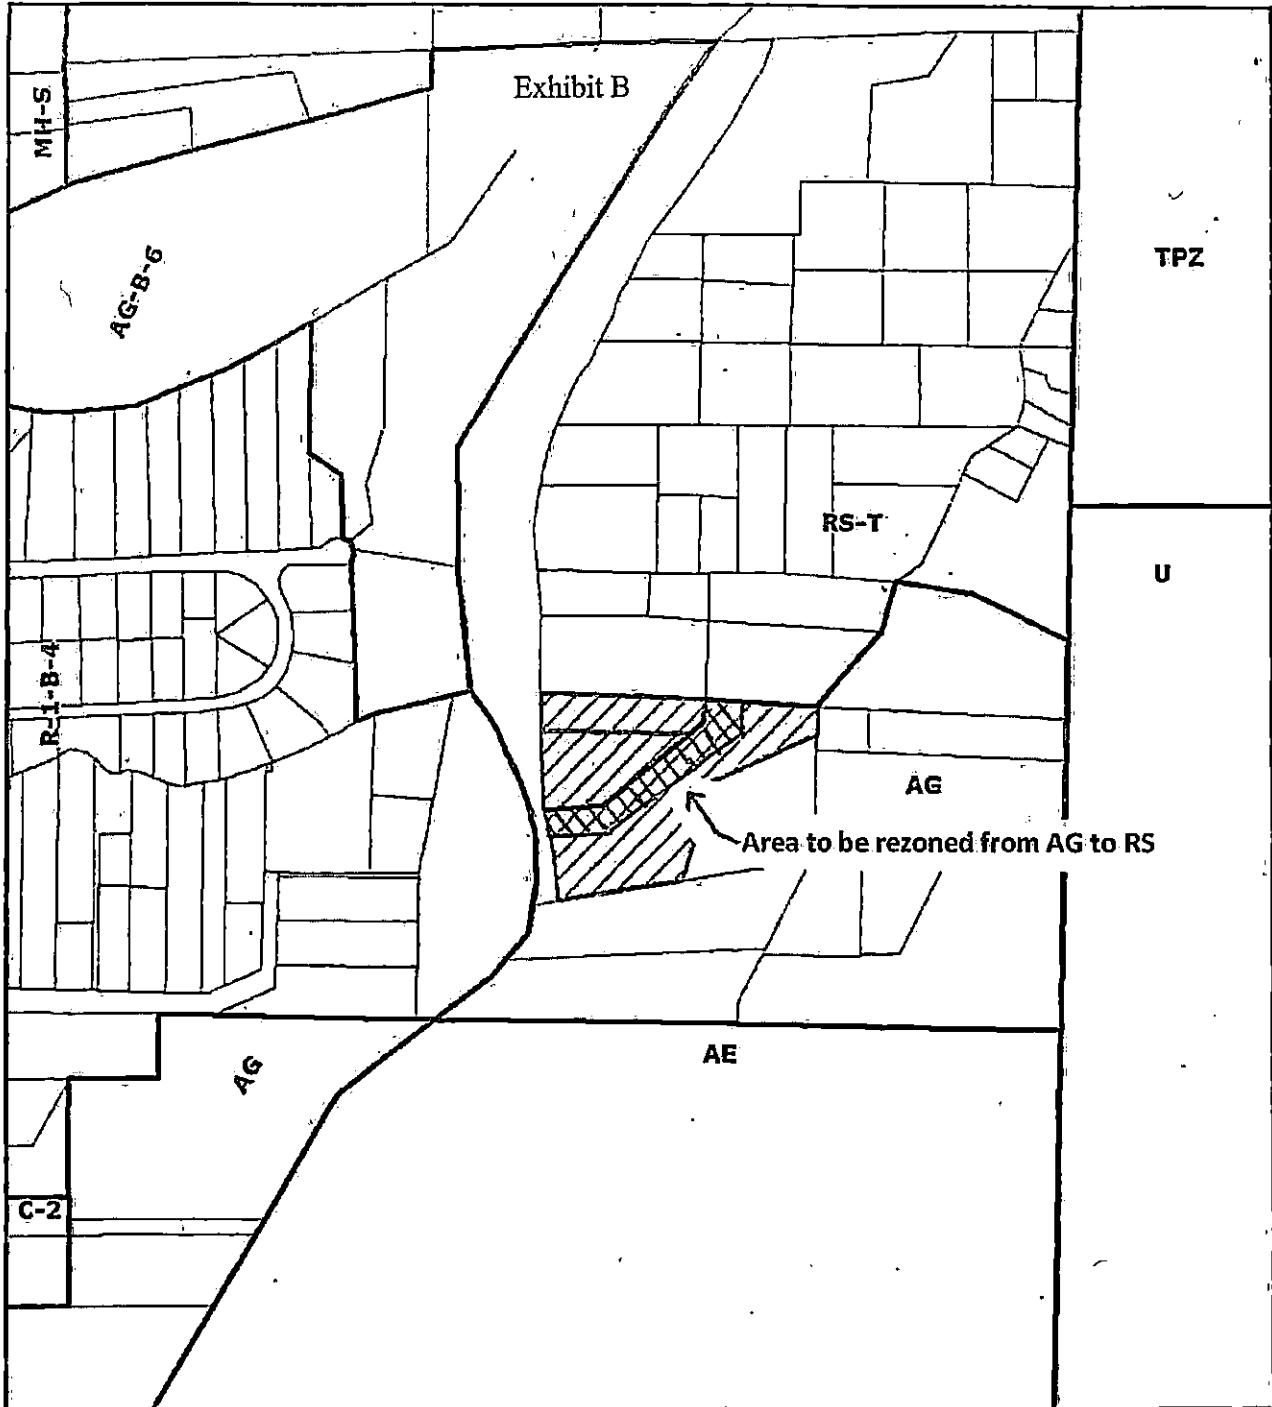 Exhibit B
MH-S
TPZ
AG-B-6
RS-T
U
R-1-B-4
AG
Area to be rezoned from AG to RS
AE
AG
C-2